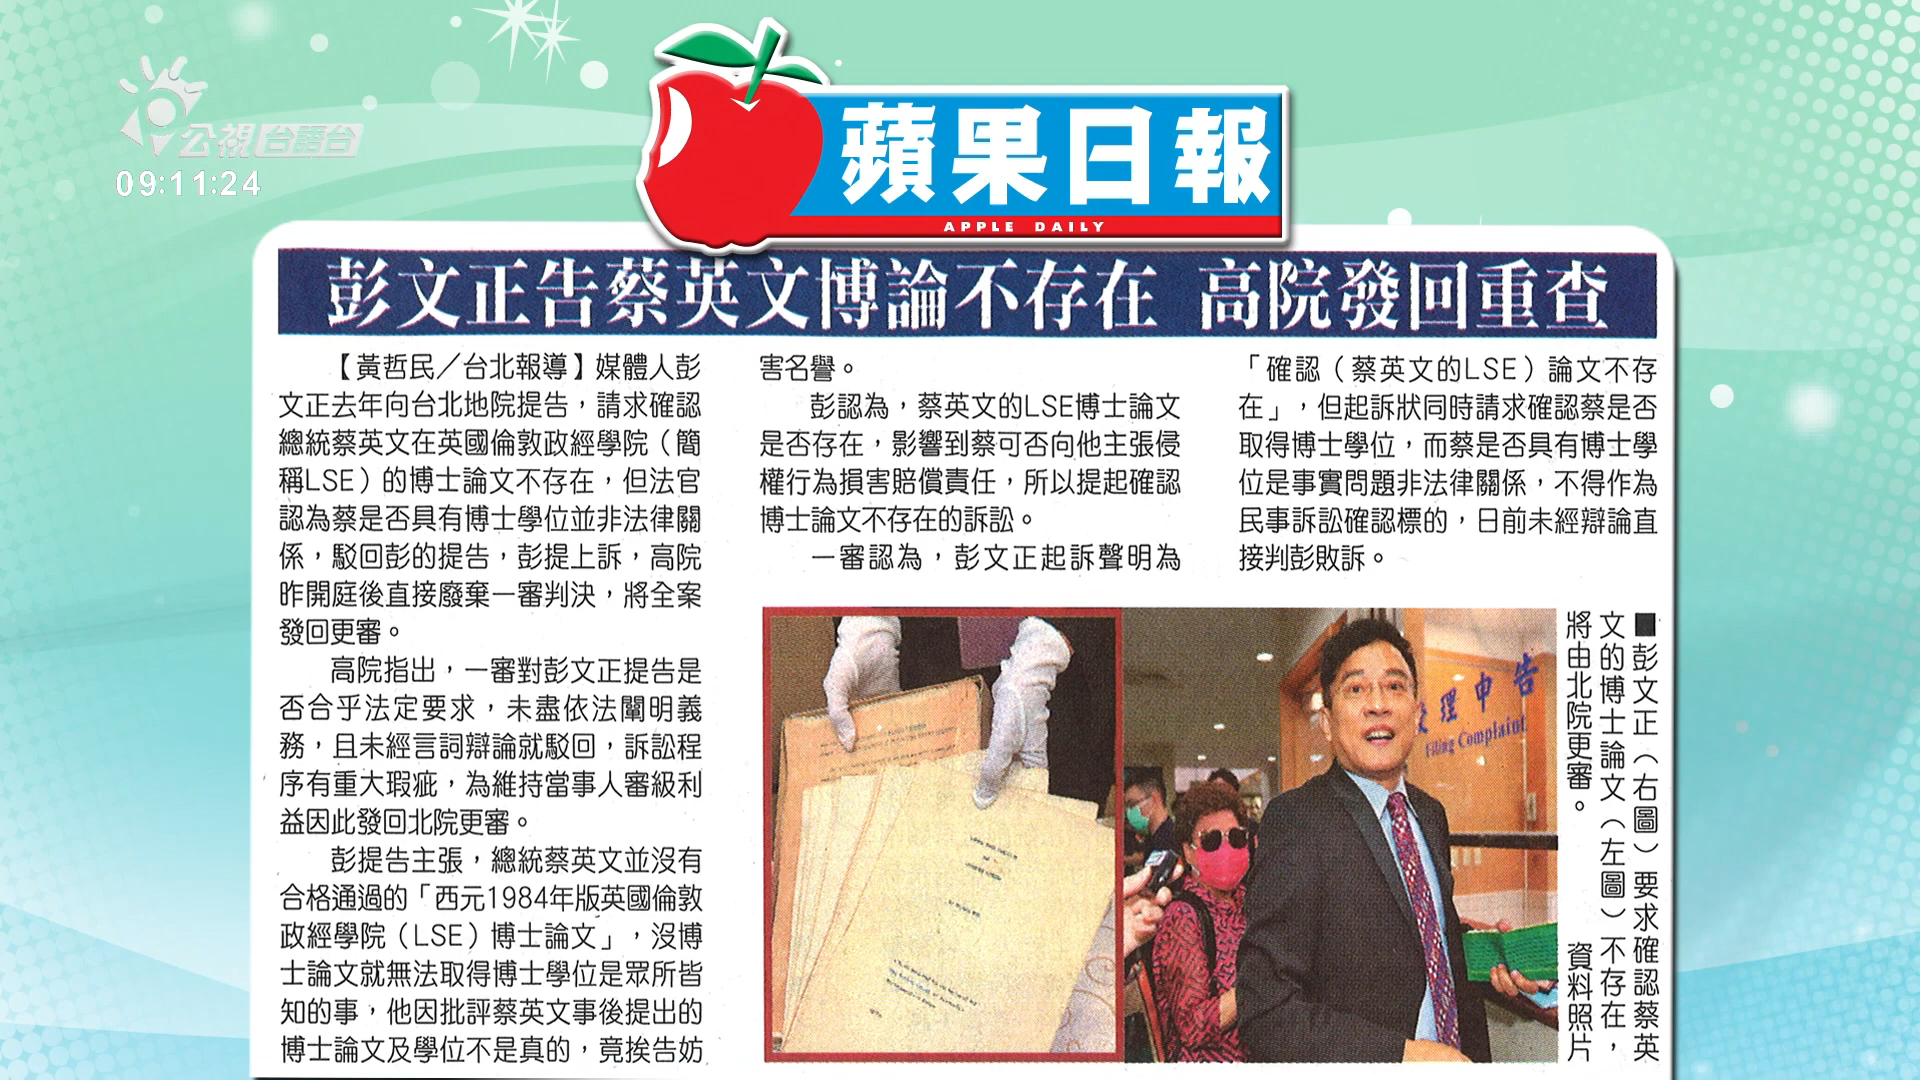 公視台語台
09:11:24
蘋果日報
APPLE DAILY
彭文正告蔡英文博論不存在 高院發回重查
【黃哲民／台北報導】媒體人彭
文正去年向台北地院提告，請求確認
總統蔡英文在英國倫敦政經學院（簡
稱LSE）的博士論文不存在，但法官
認為蔡是否具有博士學位並非法律關
係，駁回彭的提告，彭提上訴，高院
昨開庭後直接廢棄一審判決，將全案
發回更審。
高院指出，一審對彭文正提告是
否合乎法定要求，未盡依法闡明義
務，且未經言詞辯論就駁回，訴訟程
序有重大瑕疵，為維持當事人審級利
益因此發回北院更審。
彭提告主張，總統蔡英文並沒有
合格通過的「西元1984年版英國倫敦
政經學院（LSE）博士論文」，沒博
士論文就無法取得博士學位是眾所皆
知的事，他因批評蔡英文事後提出的
博士論文及學位不是真的，竟挨告妨
害名譽。
彭認為，蔡英文的LSE博士論文
是否存在，影響到蔡可否向他主張侵
權行為損害賠償責任，所以提起確認
博士論文不存在的訴訟。
一審認為，彭文正起訴聲明為
「確認（蔡英文的LSE）論文不存
在」，但起訴狀同時請求確認蔡是否
取得博士學位，而蔡是否具有博士學
位是事實問題非法律關係，不得作為
民事訴訟確認標的，日前未經辯論直
接判彭敗訴。
理申告
Filing Complaint
■彭文正（右圖）要求確認蔡英
文的博士論文（左圖）不存在，
將由北院更審。 資料照片